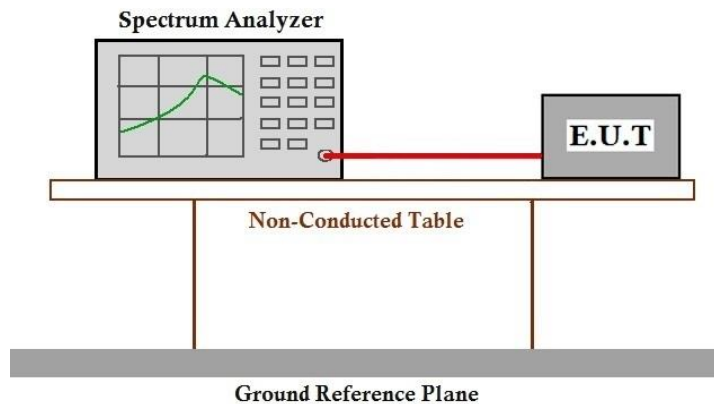 Spectrum Analyzer
E.U.T
Non-Conducted Table
Ground Reference Plane